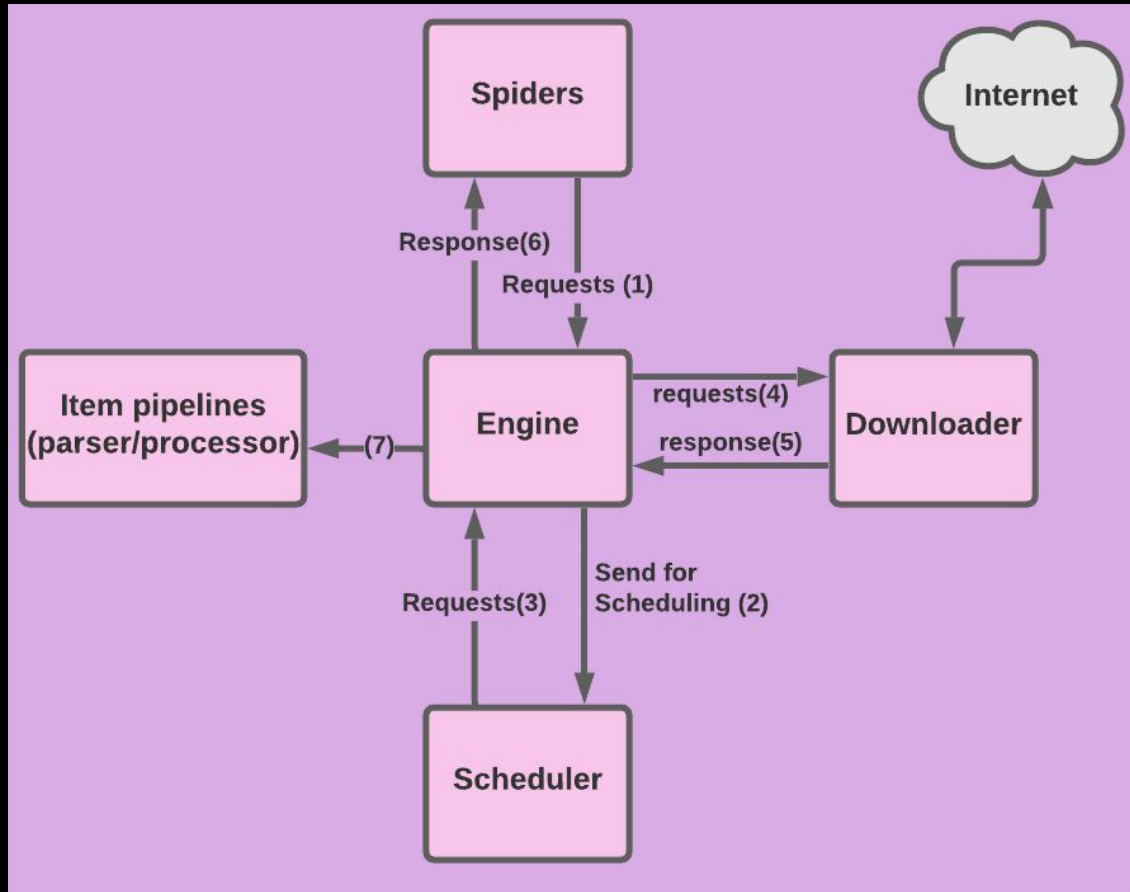 Spiders
Internet
Response(6)
Requests (1)
Item pipelines
(parser/processor)
(7)
Engine
requests(4)
response(5)
Downloader
Requests(3)
Send for
Scheduling (2)
Scheduler